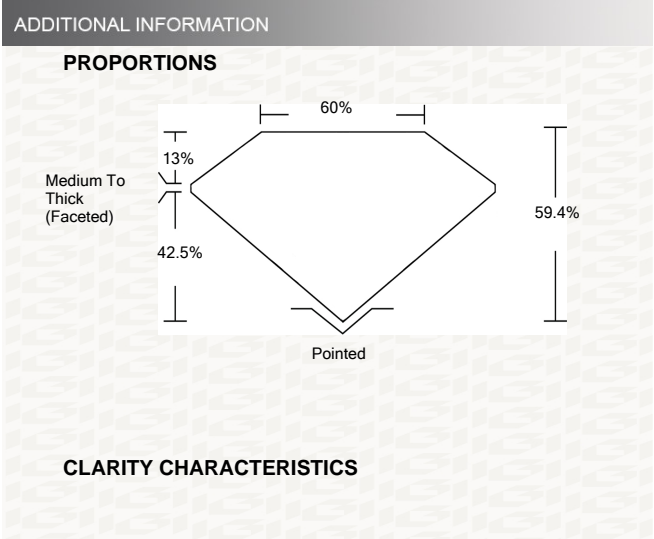 ADDITIONAL INFORMATION
PROPORTIONS
60%
13%
Medium To
Thick
(Faceted)
59.4%
42.5%
Pointed
CLARITY CHARACTERISTICS